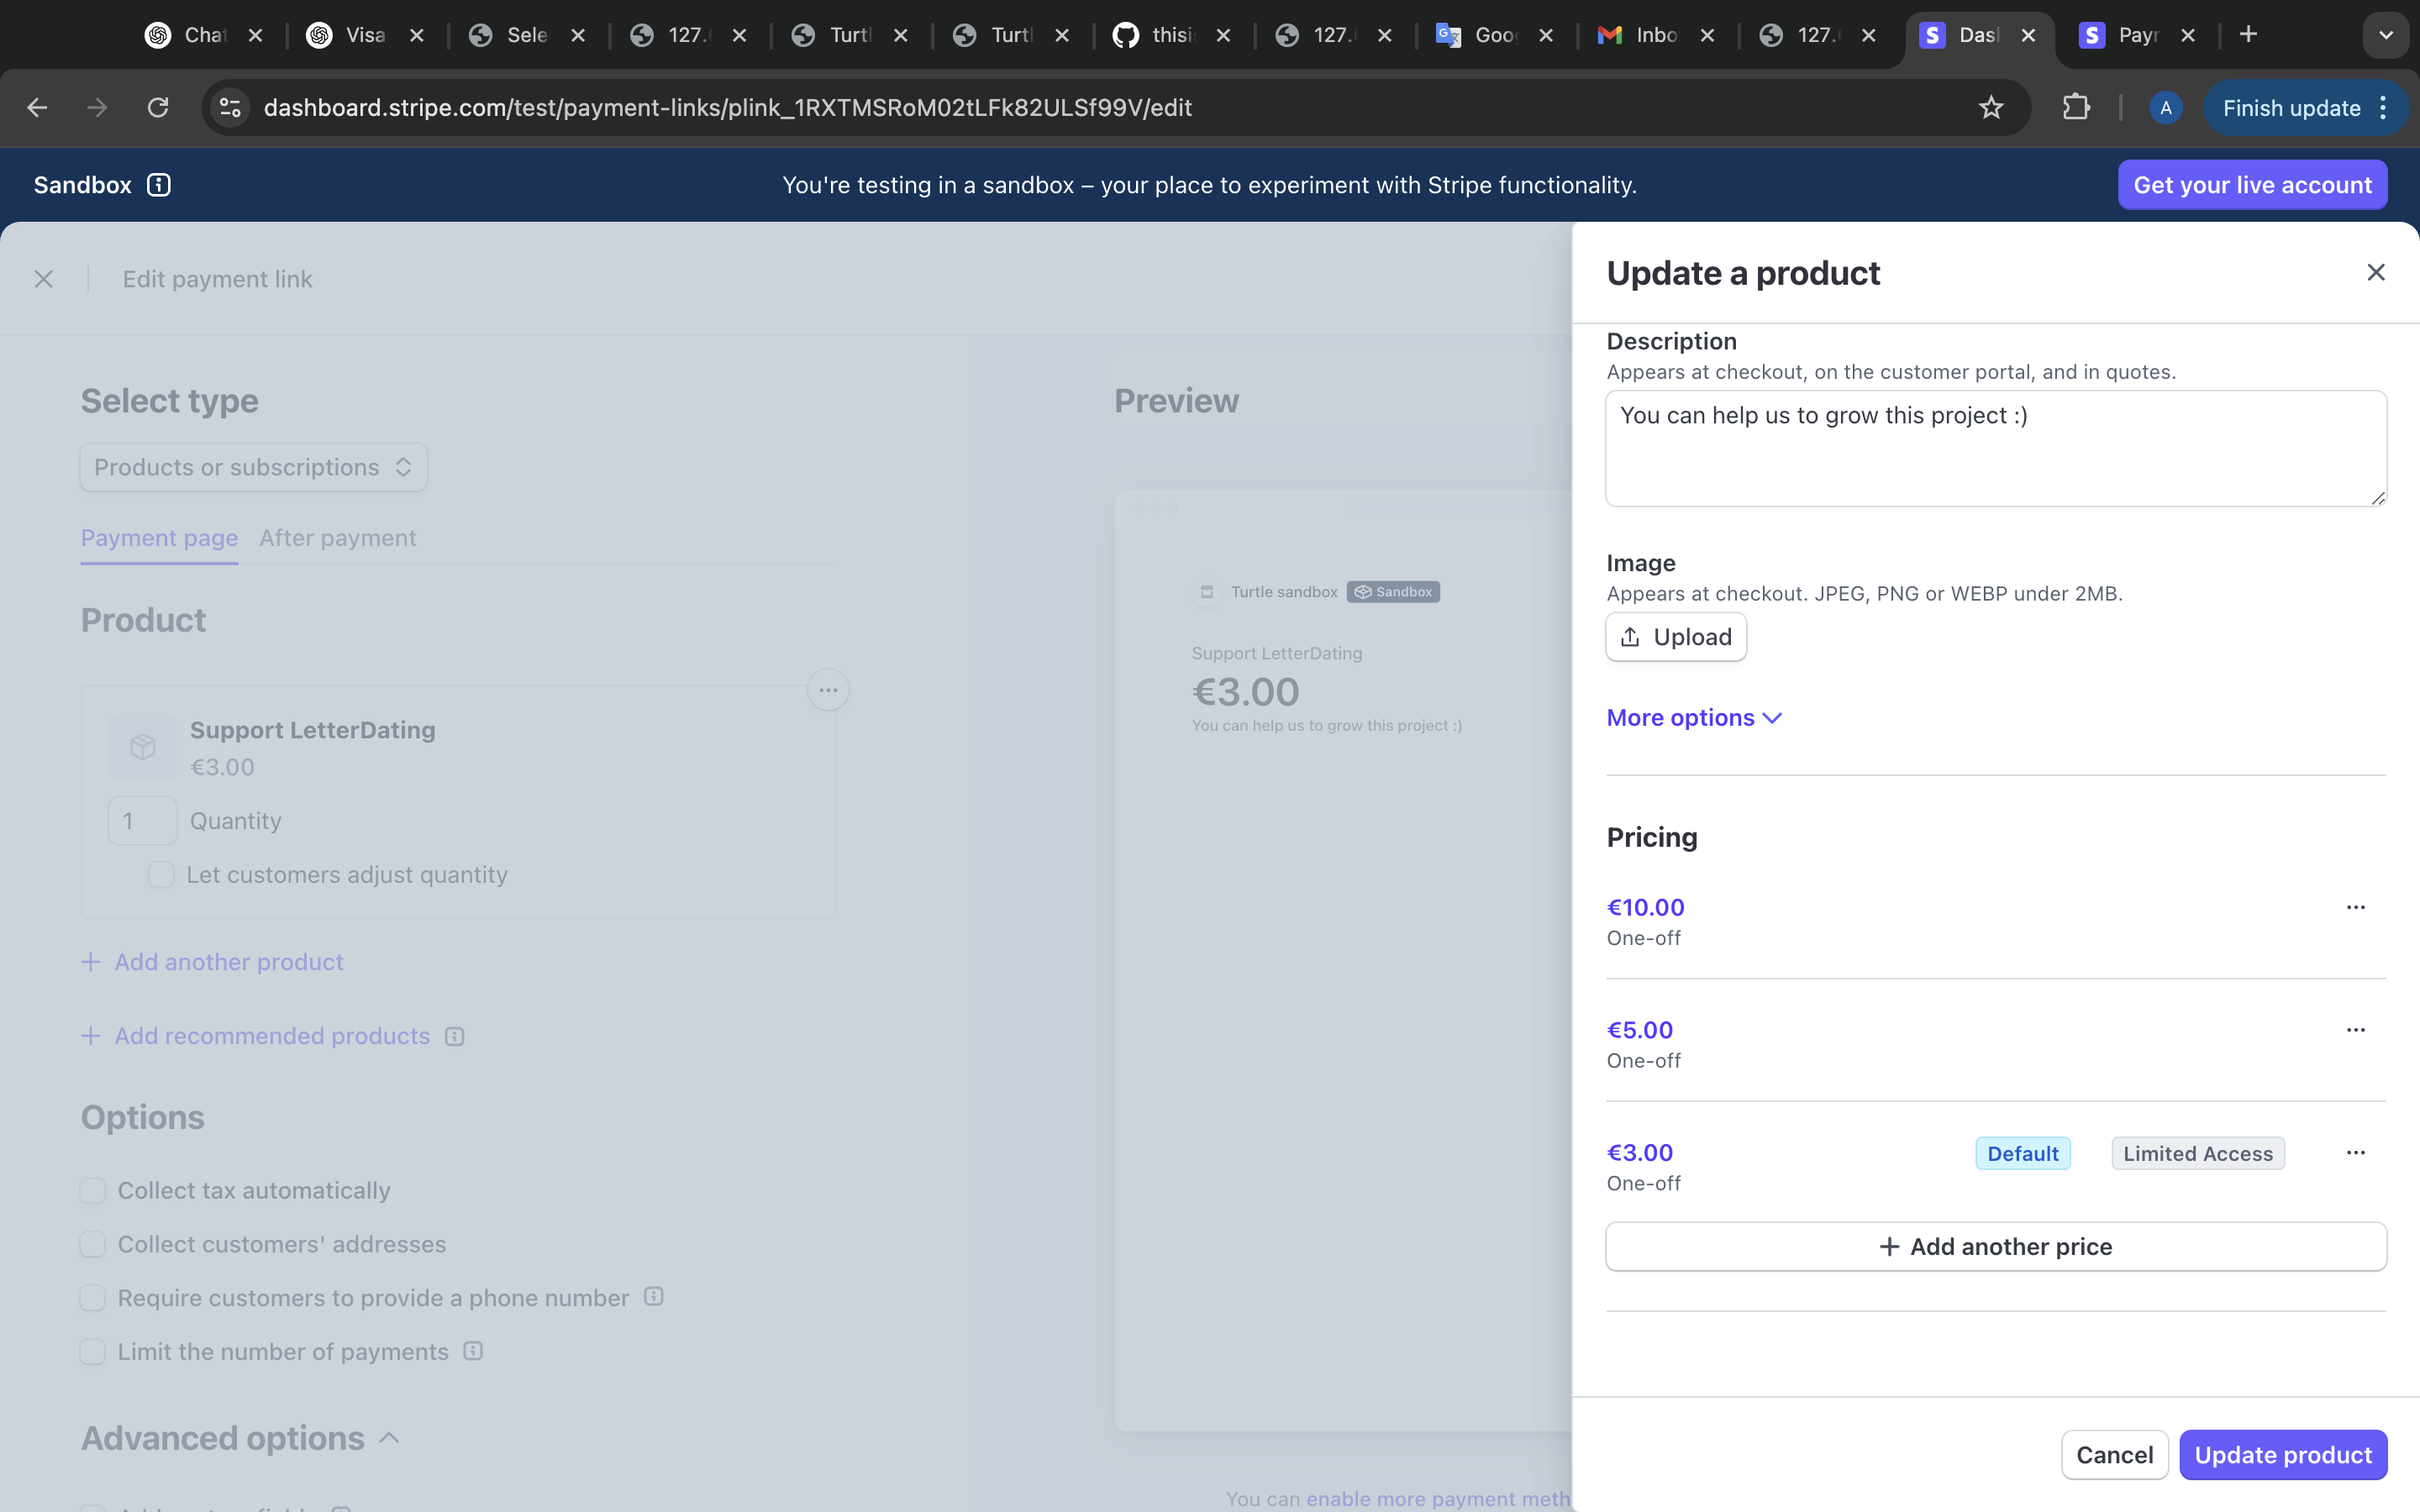 Chat
Visa
Sele
127.
Turtl
Turtl
thisi
127.
Goo
Inbo
127.
Das
Payr
dashboard.stripe.com/test/payment-links/plink_1RXTMSRoM02tLFk82ULSf99V/edit
A
Finish update
Sandbox
You're testing in a sandbox – your place to experiment with Stripe functionality.
Get your live account
Edit payment link
Select type
Products or subscriptions
Payment page
After payment
Product
Support LetterDating
€3.00
1
Quantity
Let customers adjust quantity
Add another product
Add recommended products
Options
Collect tax automatically
Collect customers' addresses
Require customers to provide a phone number
Limit the number of payments
Advanced options
Preview
Turtle sandbox
Sandbox
Support LetterDating
€3.00
You can help us to grow this project :)
You can enable more payment meth
Update a product
Description
Appears at checkout, on the customer portal, and in quotes.
You can help us to grow this project :)
Image
Appears at checkout. JPEG, PNG or WEBP under 2MB.
Upload
More options
Pricing
€10.00
One-off
€5.00
One-off
€3.00
Default
Limited Access
One-off
Add another price
Cancel
Update product